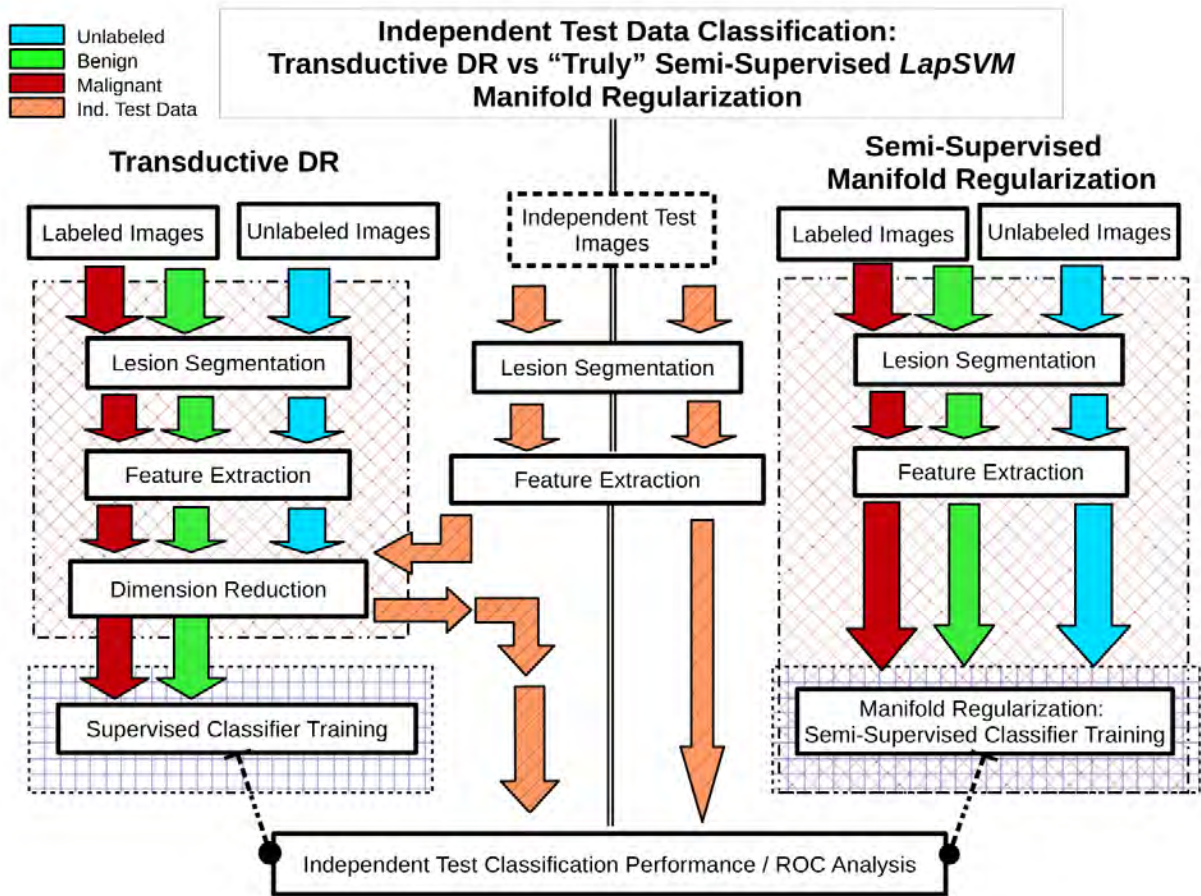 Unlabeled
Benign
Malignant
Ind. Test Data
Independent Test Data Classification:
Transductive DR vs “Truly” Semi-Supervised LapSVM
Manifold Regularization
Transductive DR
Labeled Images
Unlabeled Images
Lesion Segmentation
Feature Extraction
Dimension Reduction
Supervised Classifier Training
Independent Test
Images
Lesion Segmentation
Feature Extraction
Semi-Supervised
Manifold Regularization
Labeled Images
Unlabeled Images
Lesion Segmentation
Feature Extraction
Manifold Regularization:
Semi-Supervised Classifier Training
Independent Test Classification Performance / ROC Analysis